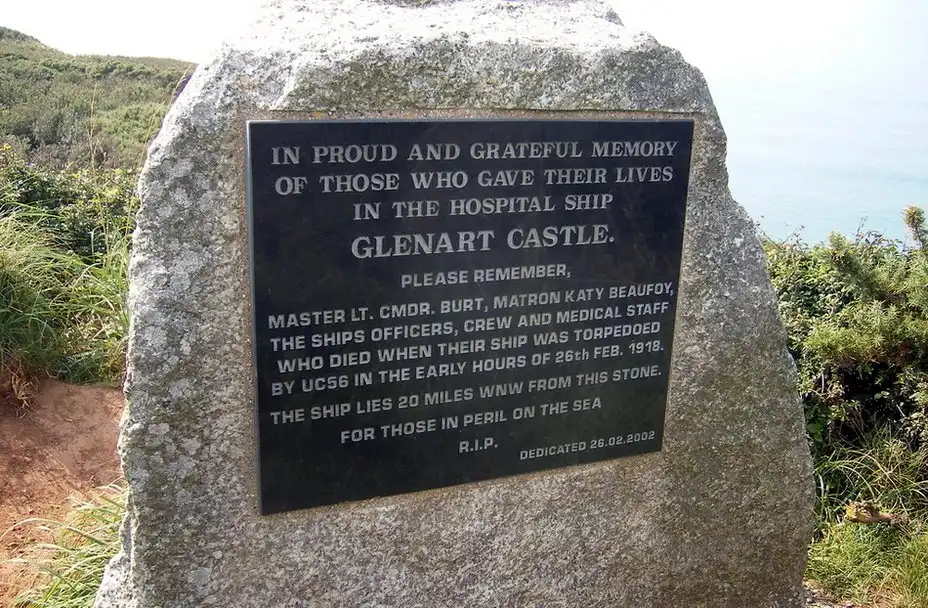 IN PROUD AND GRATEFUL MEMORY
OF THOSE WHO GAVE THEIR LIVES
IN THE HOSPITAL SHIP
GLENART CASTLE.
PLEASE REMEMBER,
MASTER LT. CMDR. BURT, MATRON KATY BEAUFOY,
THE SHIPS OFFICERS, CREW AND MEDICAL STAFF
WHO DIED WHEN THEIR SHIP WAS TORPEDOED
BY UC56 IN THE EARLY HOURS OF 26th FEB. 1918.
THE SHIP LIES 20 MILES WNW FROM THIS STONE.
FOR THOSE IN PERIL ON THE SEA
R.I.P.
DEDICATED 26.02.2002